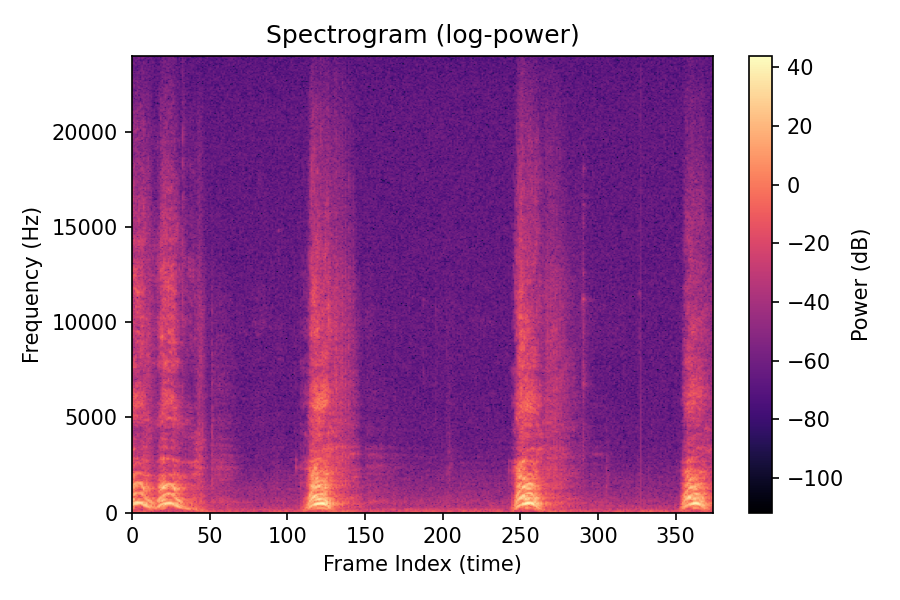 Spectrogram (log-power)
Frequency (Hz)
20000
15000
10000
5000
0
0 50 100 150 200 250 300 350
Frame Index (time)
40
20
0
−20
−40
−60
−80
−100
Power (dB)